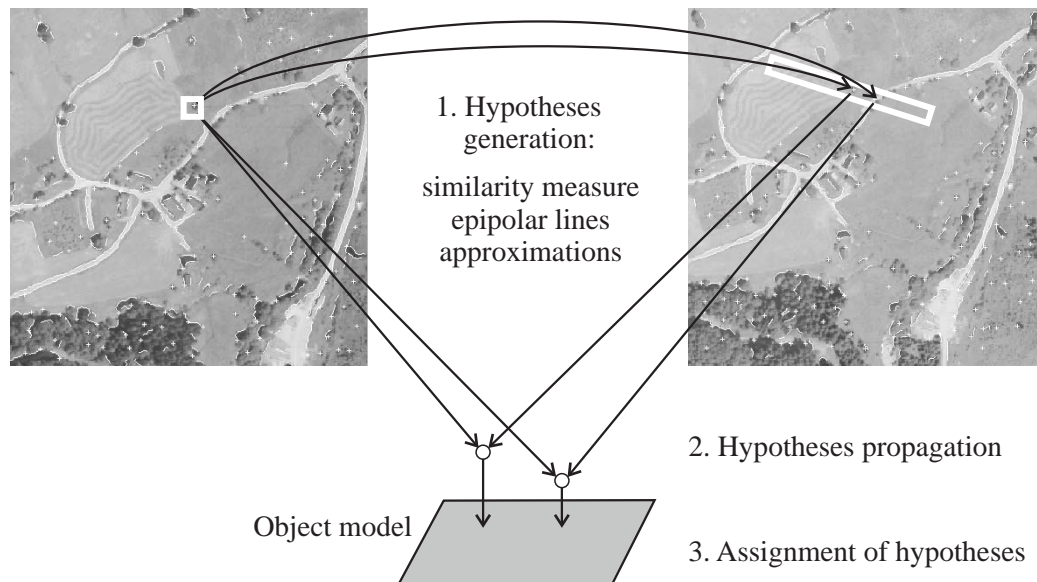 1. Hypotheses
generation:
similarity measure
epipolar lines
approximations
2. Hypotheses propagation
Object model
3. Assignment of hypotheses